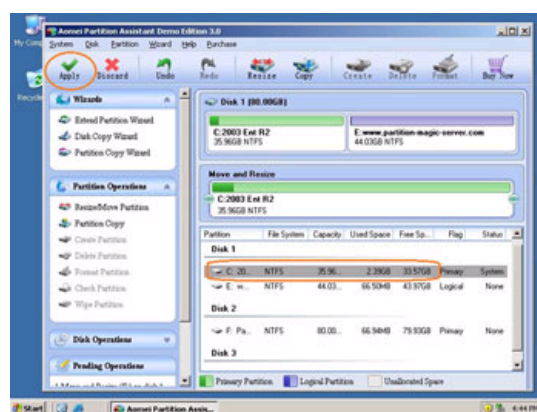 Aomei Partition Assistant Demo Edition 3.0
My Comp
System Disk Partition Wizard Help Purchase
Apply Discard Undo Redo Resize Copy Create Delete Format Buy Now
Recycle
Wizards
Extend Partition Wizard
Disk Copy Wizard
Partition Copy Wizard
Partition Operations
Resize/Move Partition
Partition Copy
Create Partition
Delete Partition
Format Partition
Check Partition
Wipe Partition
Disk Operations
Pending Operations
Disk 1 (80.00GB)
C:2003 Ent R2
35.96GB NTFS
E:www.partition-magic-server.com
44.03GB NTFS
Move and Resize
C:2003 Ent R2
35.96GB NTFS
Partition File System Capacity Used Space Free Sp... Flag Status
Disk 1
C: 20... NTFS 35.96... 2.39GB 33.57GB Primary System
E: w... NTFS 44.03... 66.50MB 43.97GB Logical None
Disk 2
F: Pa... NTFS 80.00... 66.94MB 79.93GB Primary None
Disk 3
Primary Partition Logical Partition Unallocated Space
Start Aomei Partition Assis... 4:44 PM